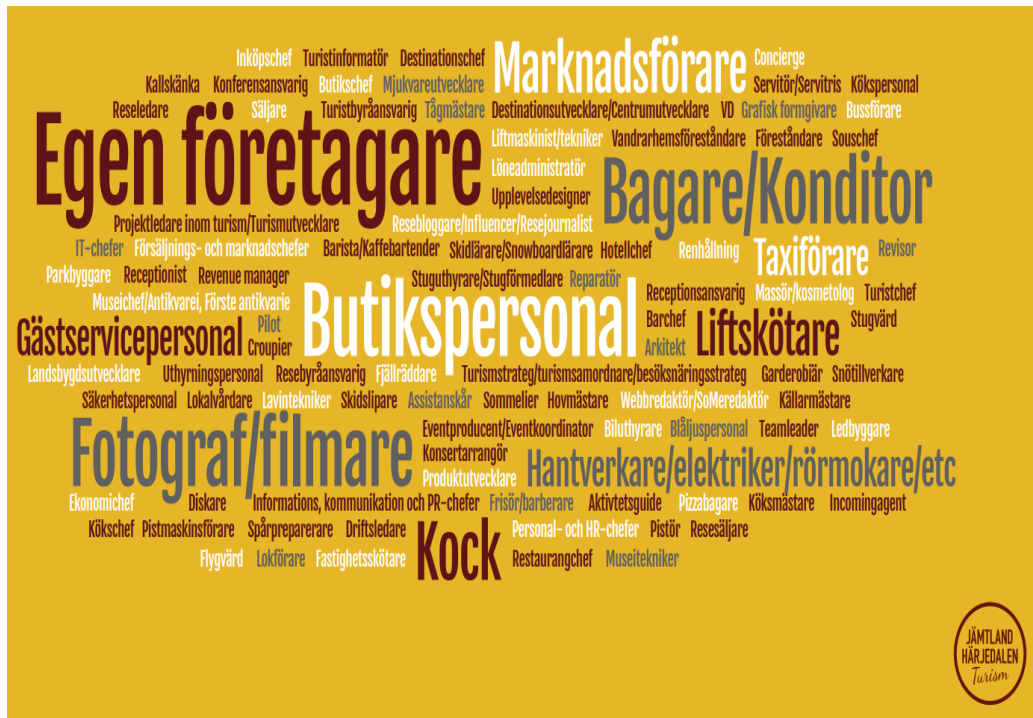 Inköpschef Turistinformatör Destinationschef Marknadsförare Concierge
Kallskänka Konferensansvarig Butikschef Mjukvareutvecklare Servitör/Servitris Kökspersonal
Reseledare Säljare Turistbyråansvarig Tågmästare Destinationsutvecklare/Centrumutvecklare VD Grafisk formgivare Bussförare
Egen företagare Liftmaskinist/tekniker Vandrarhemsföreståndare Föreståndare Souschef
Löneadministratör Bagare/Konditor
Upplevelsedesigner
Projektledare inom turism/Turismutvecklare Resebloggare/Influencer/Resejournalist
IT-chefer Försäljnings- och marknadschefer Barista/Kaffebartender Skidlärare/Snowboardlärare Hotellchef Renhållning Taxiförare Revisor
Parkbyggare Receptionist Revenue manager Stuguthyrare/Stugförmedlare Reparatör
Museichef/Antikvarei, Förste antikvarie Butikspersonal Receptionsansvarig Massör/kosmetolog Turistchef
Gästservicepersonal Pilot Barchef Liftskötare Stugvärd
Croupier Arkitekt
Landsbygdsutvecklare Uthyrningspersonal Resebyråansvarig Fjällräddare Turismstrateg/turismsamordnare/besöksnäringsstrateg Garderobiär Snötillverkare
Säkerhetspersonal Lokalvårdare Lavintekniker Skidslipare Assistanskår Sommelier Hovmästare Webbredaktör/SoMeredaktör Källarmästare
Fotograf/filmare Eventproducent/Eventkoordinator Biluthyrare Blåljuspersonal Teamleader Ledbyggare
Konsertarrangör
Produktutvecklare Hantverkare/elektriker/rörmokare/etc
Ekonomichef Diskare Informations, kommunikation och PR-chefer Frisör/barberare Aktivtetsguide Pizzabagare Köksmästare Incomingagent
Kökschef Pistmaskinsförare Spårpreparerare Driftsledare Kock Personal- och HR-chefer Pistör Resesäljare
Flygvärd Lokförare Fastighetsskötare Restaurangchef Museitekniker
JÄMTLAND
HÄRJEDALEN
Turism